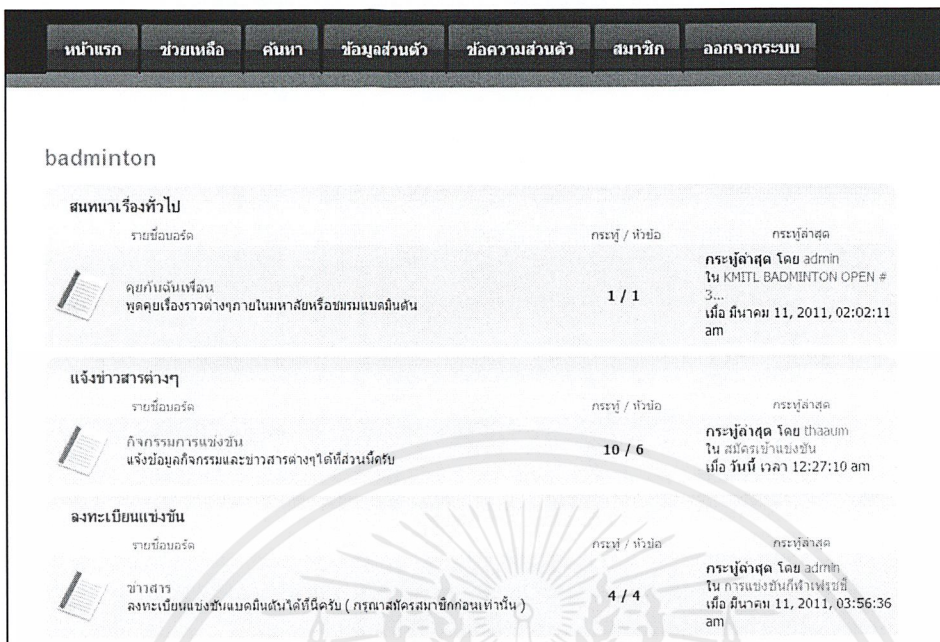 หน้าแรก ช่วยเหลือ ค้นหา ข้อมูลส่วนตัว ข้อความส่วนตัว สมาชิก ออกจากระบบ
badminton
สนทนาเรื่องทั่วไป
รายชื่อบอร์ด กระทู้ / หัวข้อ กระทู้ล่าสุด
คุยกันฉันเพื่อน
พูดคุยเรื่องราวต่างๆภายในมหาลัยหรือชมรมแบดมินตัน
1 / 1
กระทู้ล่าสุด โดย admin
ใน KMITL BADMINTON OPEN #
3...
เมื่อ มีนาคม 11, 2011, 02:02:11
am
แจ้งข่าวสารต่างๆ
รายชื่อบอร์ด กระทู้ / หัวข้อ กระทู้ล่าสุด
กิจกรรมการแข่งขัน
แจ้งข้อมูลกิจกรรมและข่าวสารต่างๆได้ที่ส่วนนี้ครับ
10 / 6
กระทู้ล่าสุด โดย thaaum
ใน สมัครเข้าแข่งขัน
เมื่อ วันนี้ เวลา 12:27:10 am
ลงทะเบียนแข่งขัน
รายชื่อบอร์ด กระทู้ / หัวข้อ กระทู้ล่าสุด
ข่าวสาร
ลงทะเบียนแข่งขันแบดมินตันได้ที่นี่ครับ ( กรุณาสมัครสมาชิกก่อนเท่านั้น )
4 / 4
กระทู้ล่าสุด โดย admin
ใน การแข่งขันกีฬาเฟรชชี่
เมื่อ มีนาคม 11, 2011, 03:56:36
am